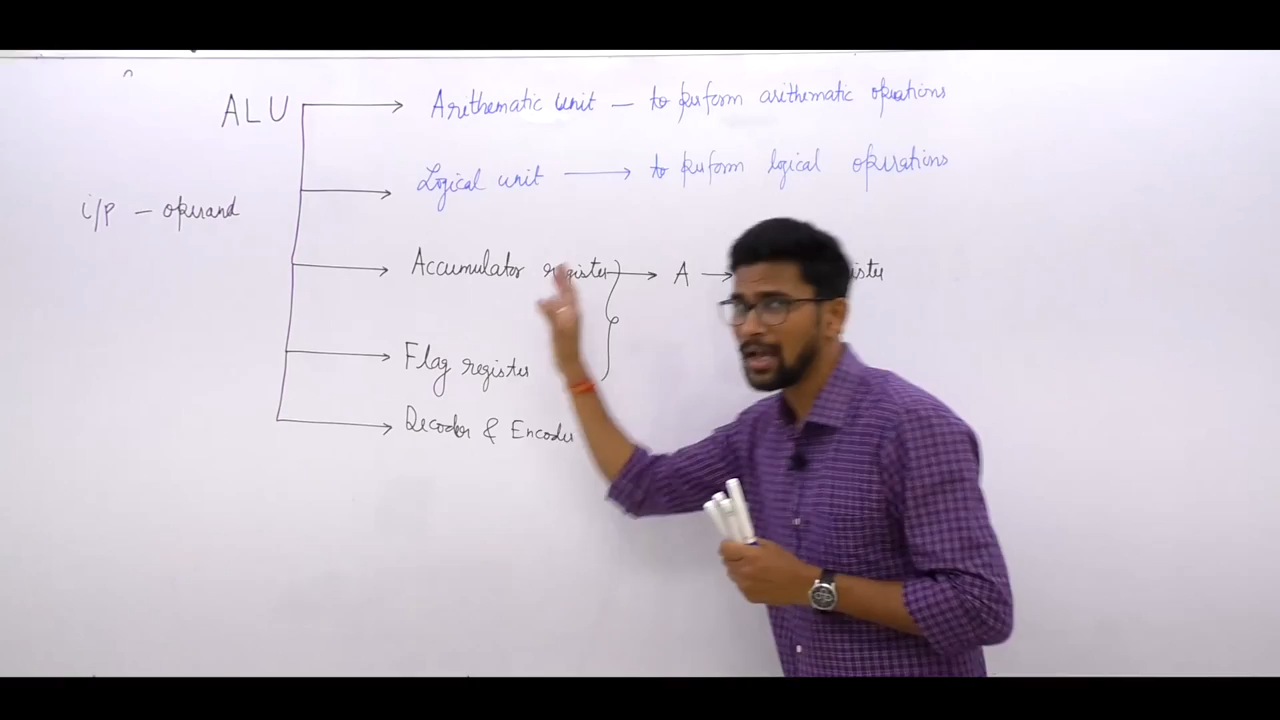 ALU → Arethematic unit — to perform arithematic operations
Logical unit → to perform lgical operations
i/p — operand
Accumulator register → A →
Flag register
Decoder & Encoder